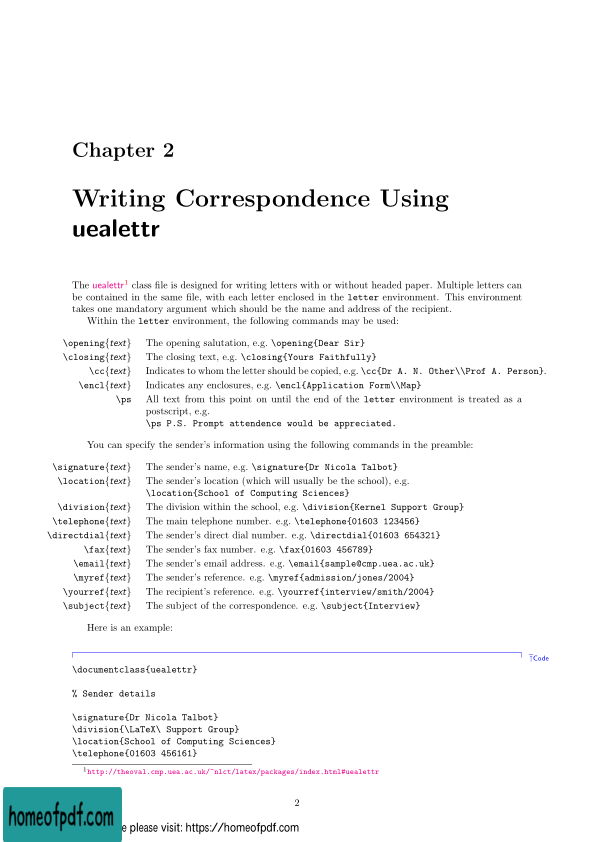 Chapter 2
Writing Correspondence Using
uealettr
The uealettr1 class file is designed for writing letters with or without headed paper. Multiple letters can
be contained in the same file, with each letter enclosed in the letter environment. This environment
takes one mandatory argument which should be the name and address of the recipient.
Within the letter environment, the following commands may be used:
\opening{text} The opening salutation, e.g. \opening{Dear Sir}
\closing{text} The closing text, e.g. \closing{Yours Faithfully}
\cc{text} Indicates to whom the letter should be copied, e.g. \cc{Dr A. N. Other\\Prof A. Person}.
\encl{text} Indicates any enclosures, e.g. \encl{Application Form\\Map}
\ps All text from this point on until the end of the letter environment is treated as a
postscript, e.g.
\ps P.S. Prompt attendence would be appreciated.
You can specify the sender's information using the following commands in the preamble:
\signature{text} The sender's name, e.g. \signature{Dr Nicola Talbot}
\location{text} The sender's location (which will usually be the school), e.g.
\location{School of Computing Sciences}
\division{text} The division within the school, e.g. \division{Kernel Support Group}
\telephone{text} The main telephone number. e.g. \telephone{01603 123456}
\directdial{text} The sender's direct dial number. e.g. \directdial{01603 654321}
\fax{text} The sender's fax number. e.g. \fax{01603 456789}
\email{text} The sender's email address. e.g. \email{sample@cmp.uea.ac.uk}
\myref{text} The sender's reference. e.g. \myref{admission/jones/2004}
\yourref{text} The recipient's reference. e.g. \yourref{interview/smith/2004}
\subject{text} The subject of the correspondence. e.g. \subject{Interview}
Here is an example:
↑Code
\documentclass{uealettr}
% Sender details
\signature{Dr Nicola Talbot}
\division{\LaTeX\ Support Group}
\location{School of Computing Sciences}
\telephone{01603 456161}
1http://theoval.cmp.uea.ac.uk/~nlct/latex/packages/index.html#uealettr
2
homeofpdf.com
please visit: https://homeofpdf.com